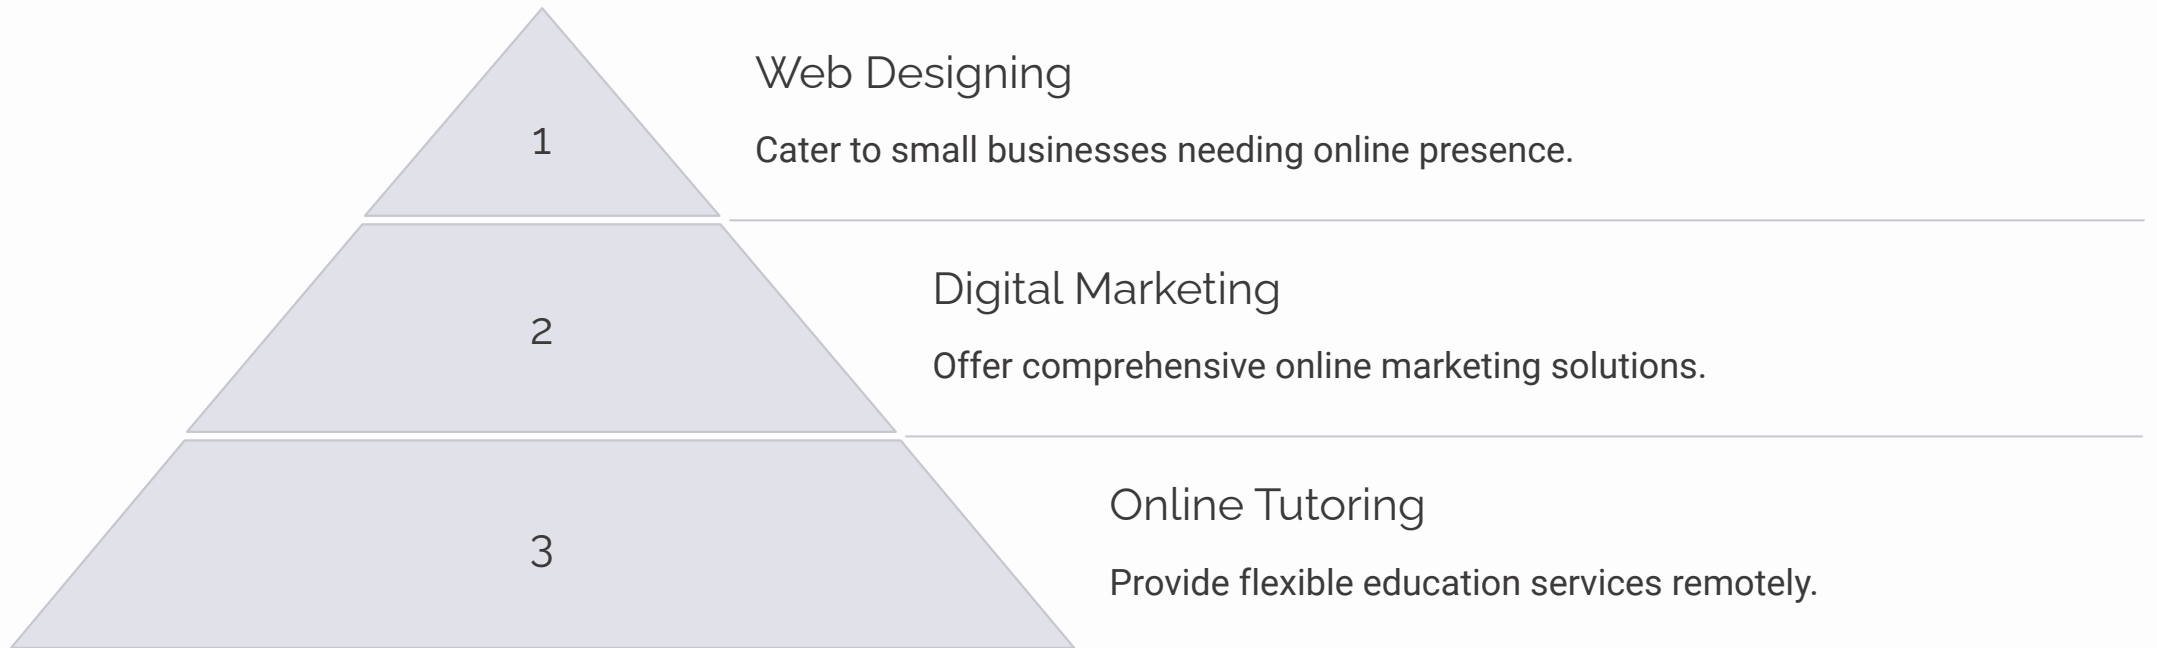 1
Web Designing
Cater to small businesses needing online presence.
2
Digital Marketing
Offer comprehensive online marketing solutions.
3
Online Tutoring
Provide flexible education services remotely.